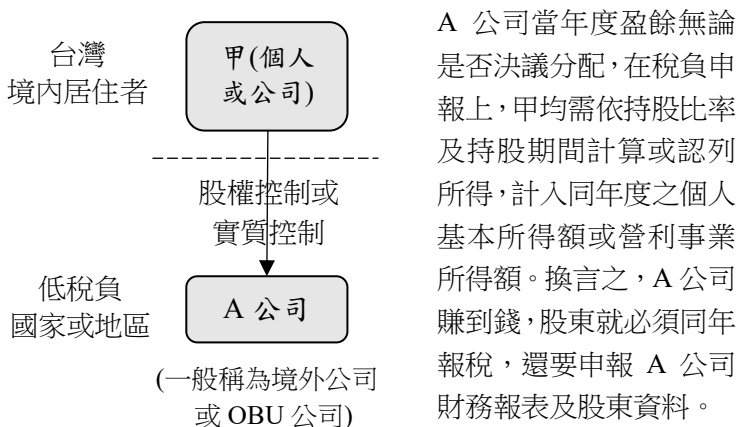 台灣
境內居住者
甲(個人
或公司)
股權控制或
實質控制
低稅負
國家或地區
A 公司
(一般稱為境外公司
或 OBU 公司)
A 公司當年度盈餘無論
是否決議分配，在稅負申
報上，甲均需依持股比率
及持股期間計算或認列
所得，計入同年度之個人
基本所得額或營利事業
所得額。換言之，A 公司
賺到錢，股東就必須同年
報稅，還要申報 A 公司
財務報表及股東資料。